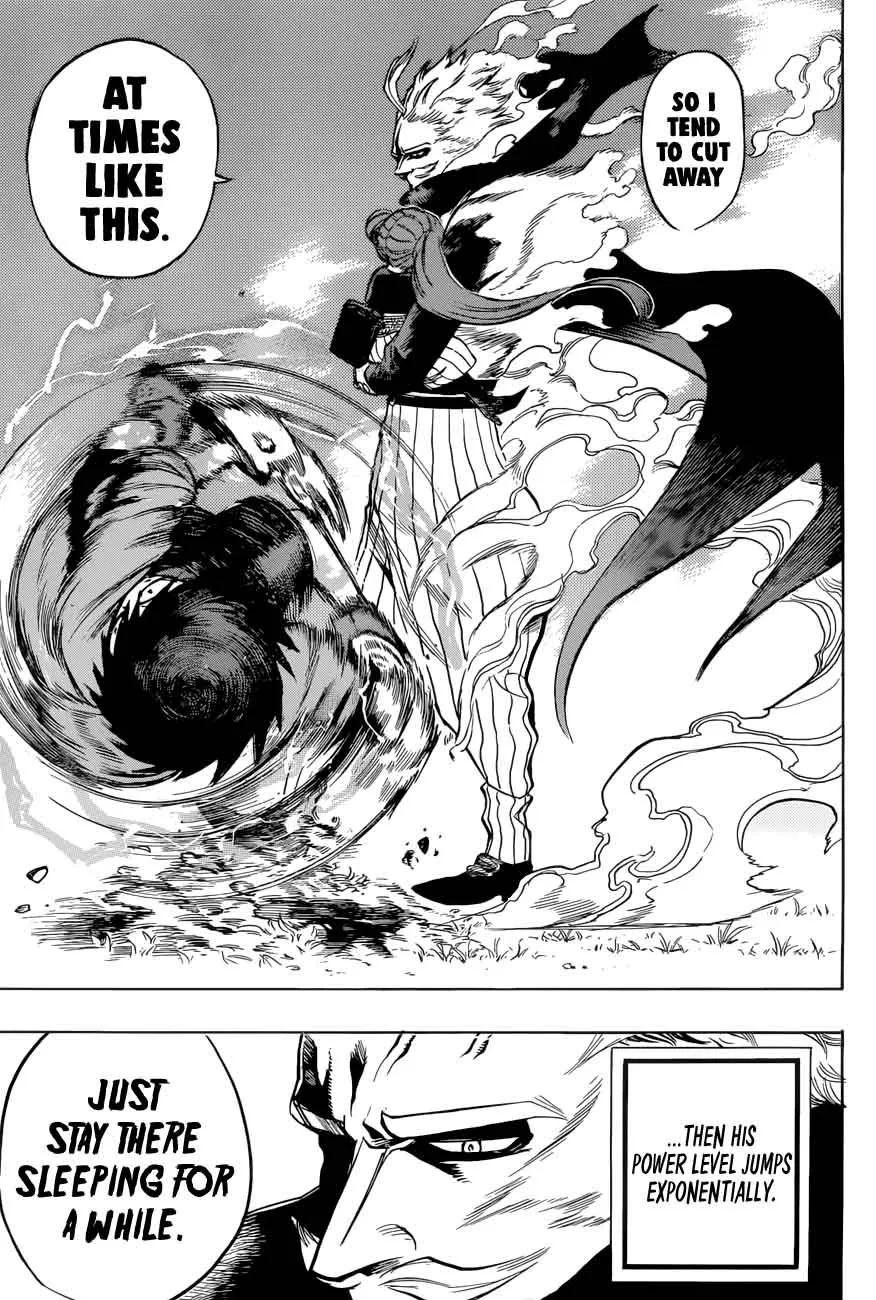 SO I
TEND
TO CUT
AWAY
AT
TIMES
LIKE
THIS.
...THEN HIS
POWER LEVEL JUMPS
EXPONENTIALLY.
JUST
STAY THERE
SLEEPING FOR
A WHILE.